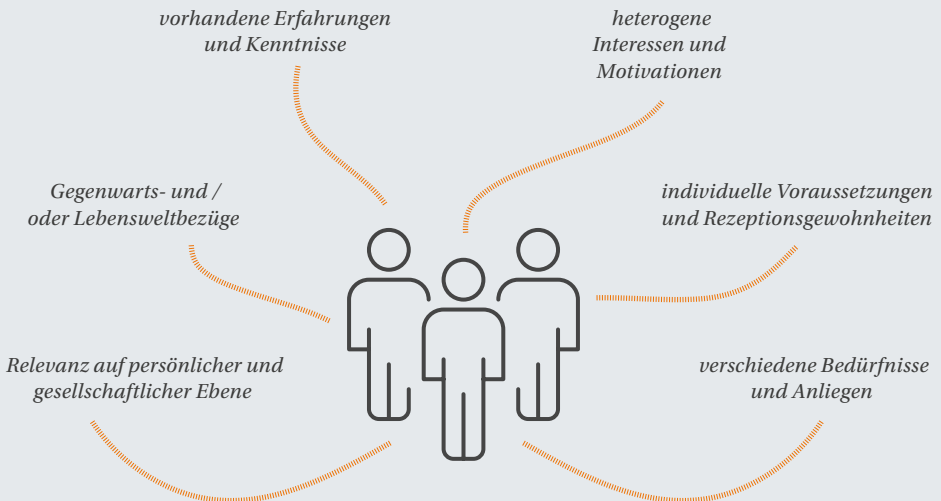 vorhandene Erfahrungen
und Kenntnisse
heterogene
Interessen und
Motivationen
Gegenwarts- und /
oder Lebensweltbezüge
individuelle Voraussetzungen
und Rezeptionsgewohnheiten
Relevanz auf persönlicher und
gesellschaftlicher Ebene
verschiedene Bedürfnisse
und Anliegen